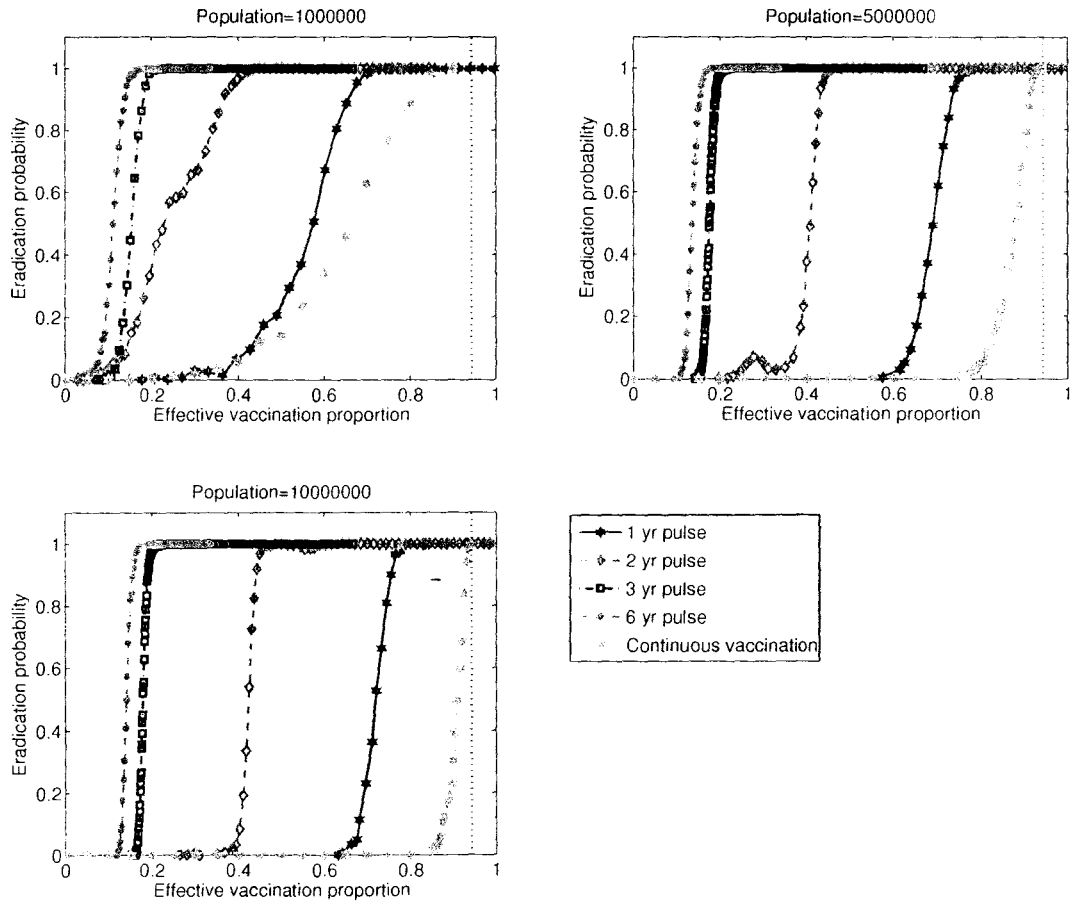 Population=1000000
1
0.8
0.6
0.4
0.2
0
Eradication probability
0 0.2 0.4 0.6 0.8 1
Effective vaccination proportion
Population=5000000
1
0.8
0.6
0.4
0.2
0
Eradication probability
0 0.2 0.4 0.6 0.8 1
Effective vaccination proportion
Population=10000000
1
0.8
0.6
0.4
0.2
0
Eradication probability
0 0.2 0.4 0.6 0.8 1
Effective vaccination proportion
1 yr pulse
2 yr pulse
3 yr pulse
6 yr pulse
Continuous vaccination